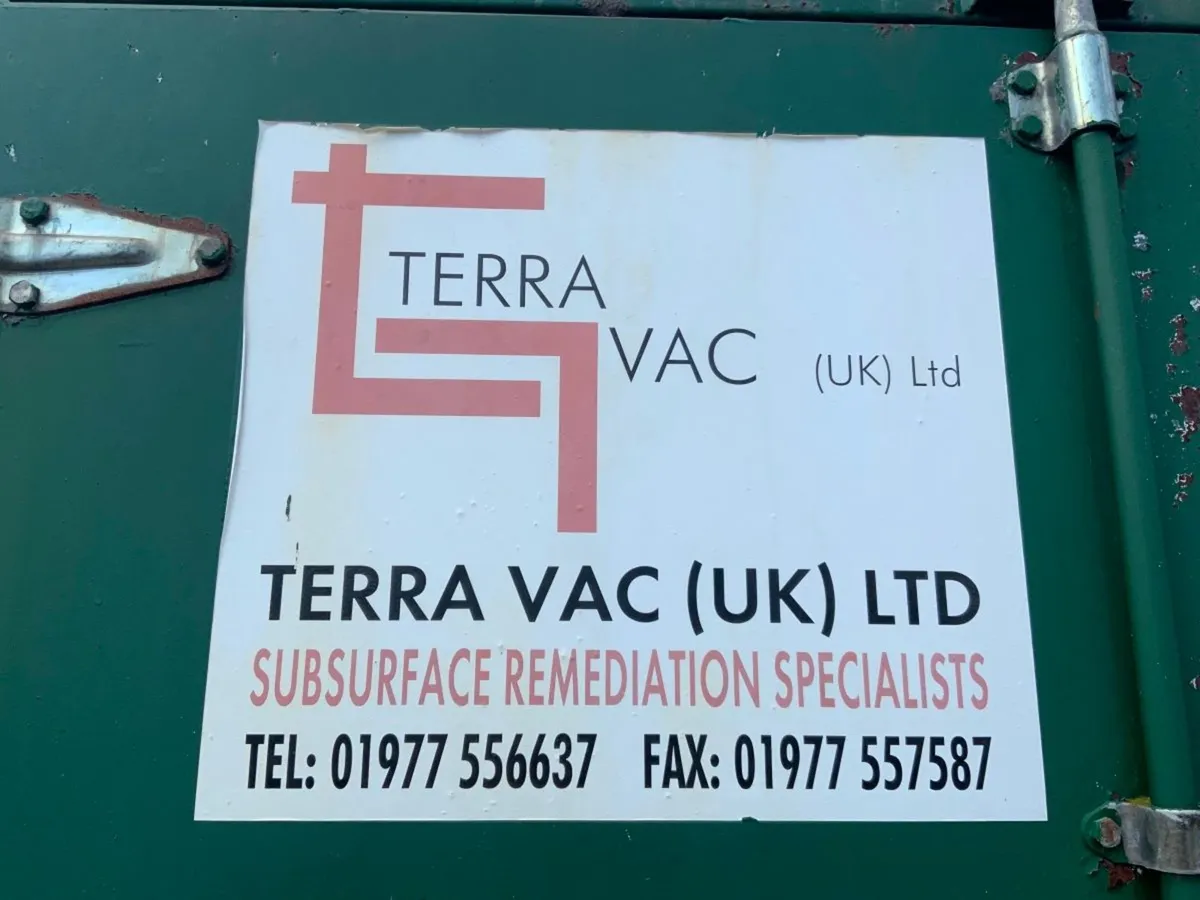 TERRA
VAC (UK) Ltd
TERRA VAC (UK) LTD
SUBSURFACE REMEDIATION SPECIALISTS
TEL: 01977 556637 FAX: 01977 557587